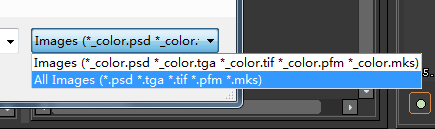 Images (*_color.psd *_color.
Images (*_color.psd *_color.tga *_color.tif *_color.pfm *_color.mks)
All Images (*.psd *.tga *.tif *.pfm *.mks)
5.